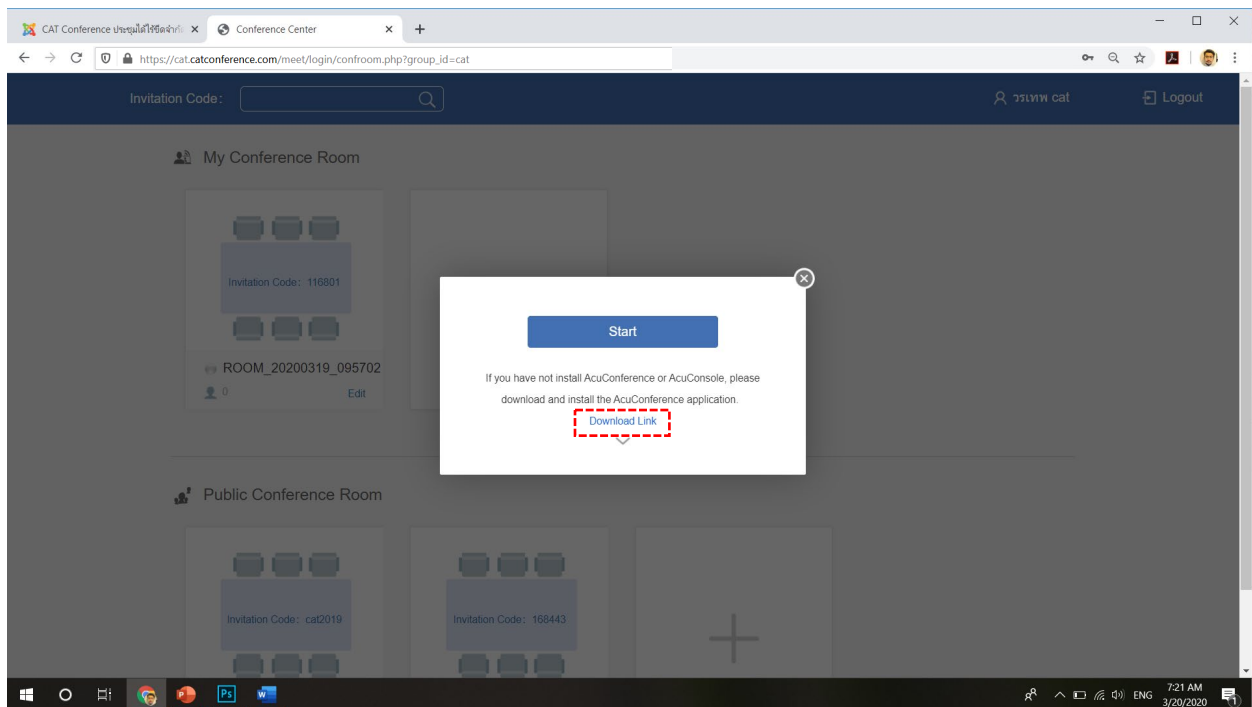 CAT Conference ประชุมได้ไร้ขีดจำกั
Conference Center
https://cat.catconference.com/meet/login/confroom.php?group_id=cat
Invitation Code:
วรเทพ cat
Logout
My Conference Room
Invitation Code: 116801
ROOM_20200319_095702
0
Edit
Start
If you have not install AcuConference or AcuConsole, please
download and install the AcuConference application.
Download Link
Public Conference Room
Invitation Code: cat2019
Invitation Code: 168443
Ps
ENG
7:21 AM
3/20/2020
1